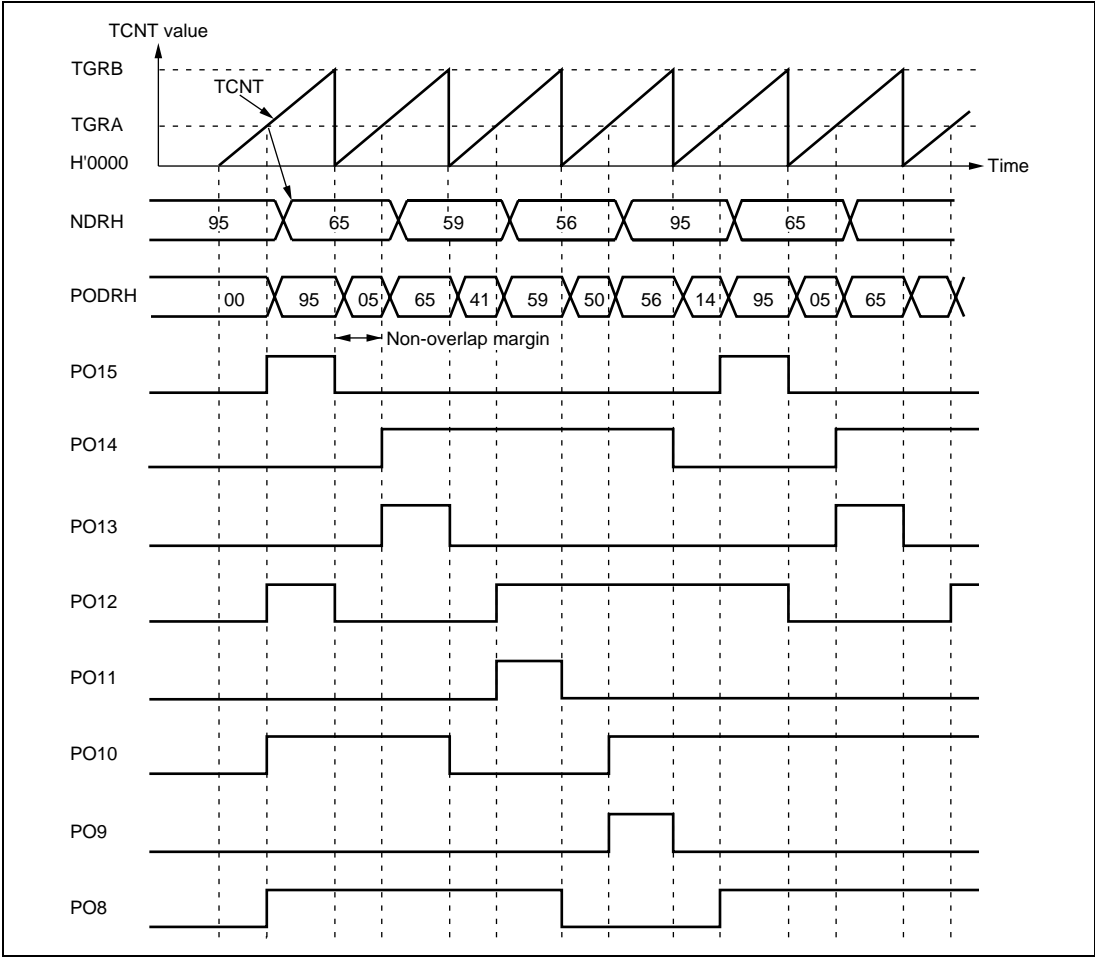 TCNT value
TGRB
TCNT
TGRA
H'0000
Time
NDRH 95 65 59 56 95 65
PODRH 00 95 05 65 41 59 50 56 14 95 05 65
Non-overlap margin
PO15
PO14
PO13
PO12
PO11
PO10
PO9
PO8